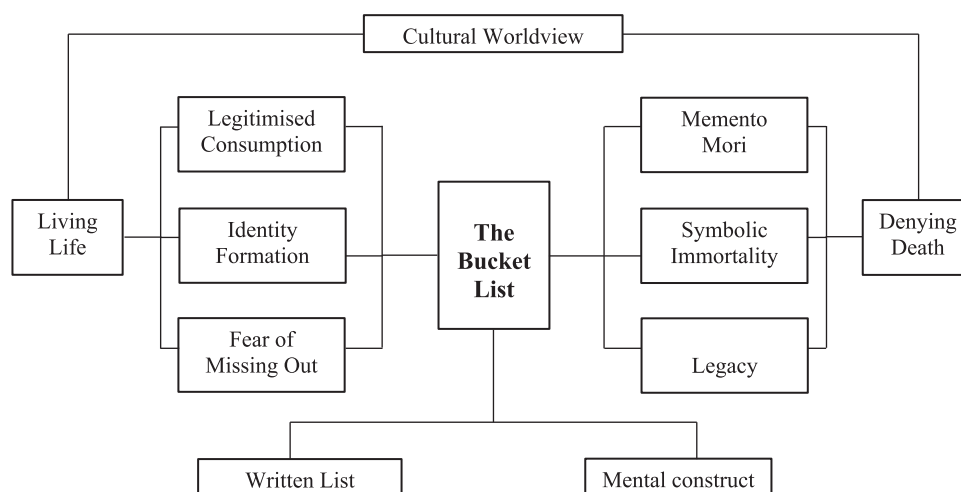 Cultural Worldview
Legitimised
Consumption
Memento
Mori
Living
Life
Identity
Formation
The
Bucket
List
Symbolic
Immortality
Denying
Death
Fear of
Missing Out
Legacy
Written List
Mental construct